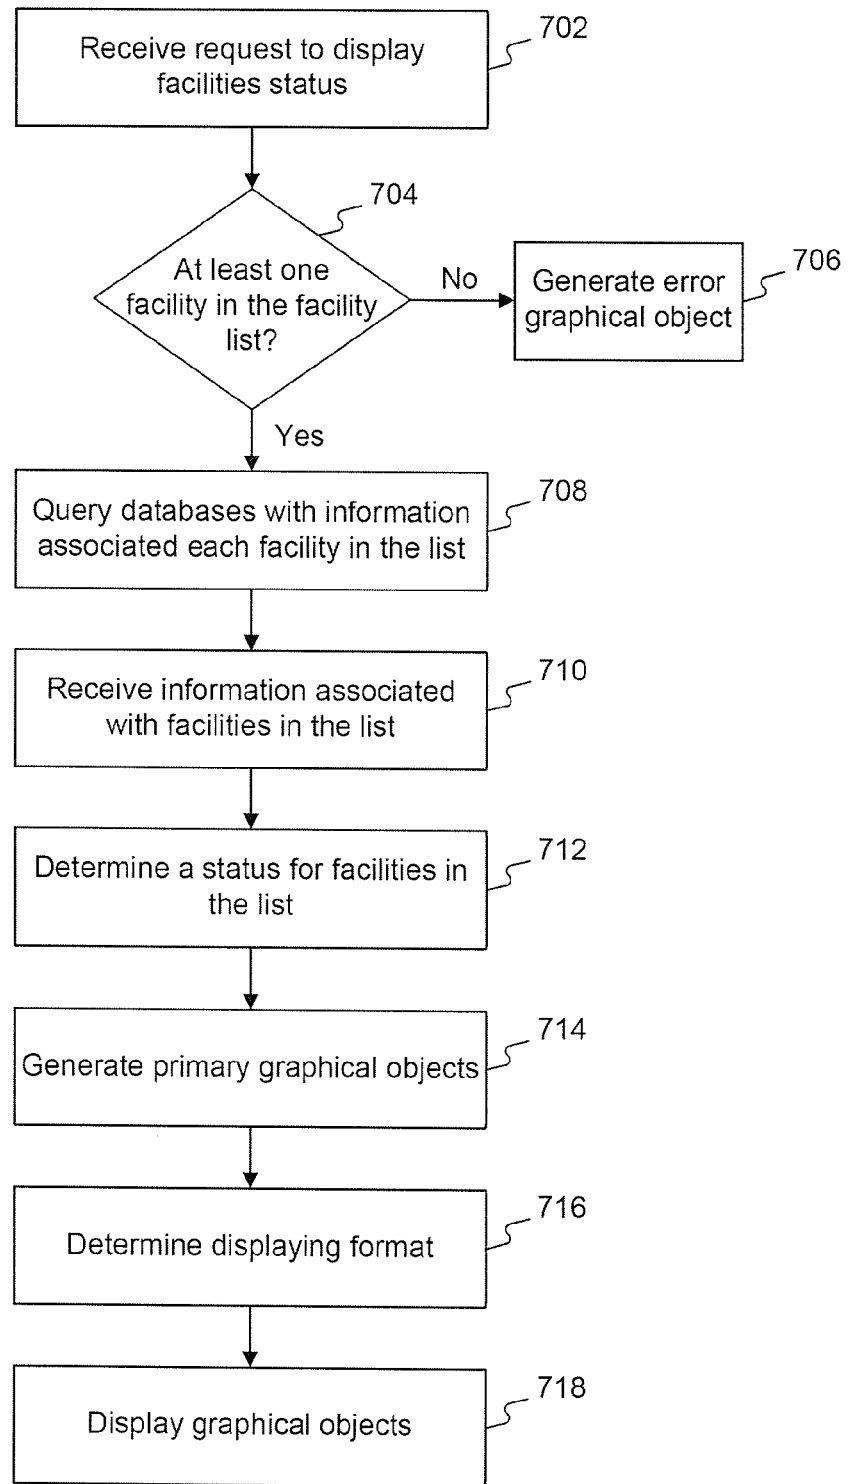 Receive request to display
facilities status
702
At least one
facility in the facility
list?
704
No
Generate error
graphical object
706
Yes
Query databases with information
associated each facility in the list
708
Receive information associated
with facilities in the list
710
Determine a status for facilities in
the list
712
Generate primary graphical objects
714
Determine displaying format
716
Display graphical objects
718